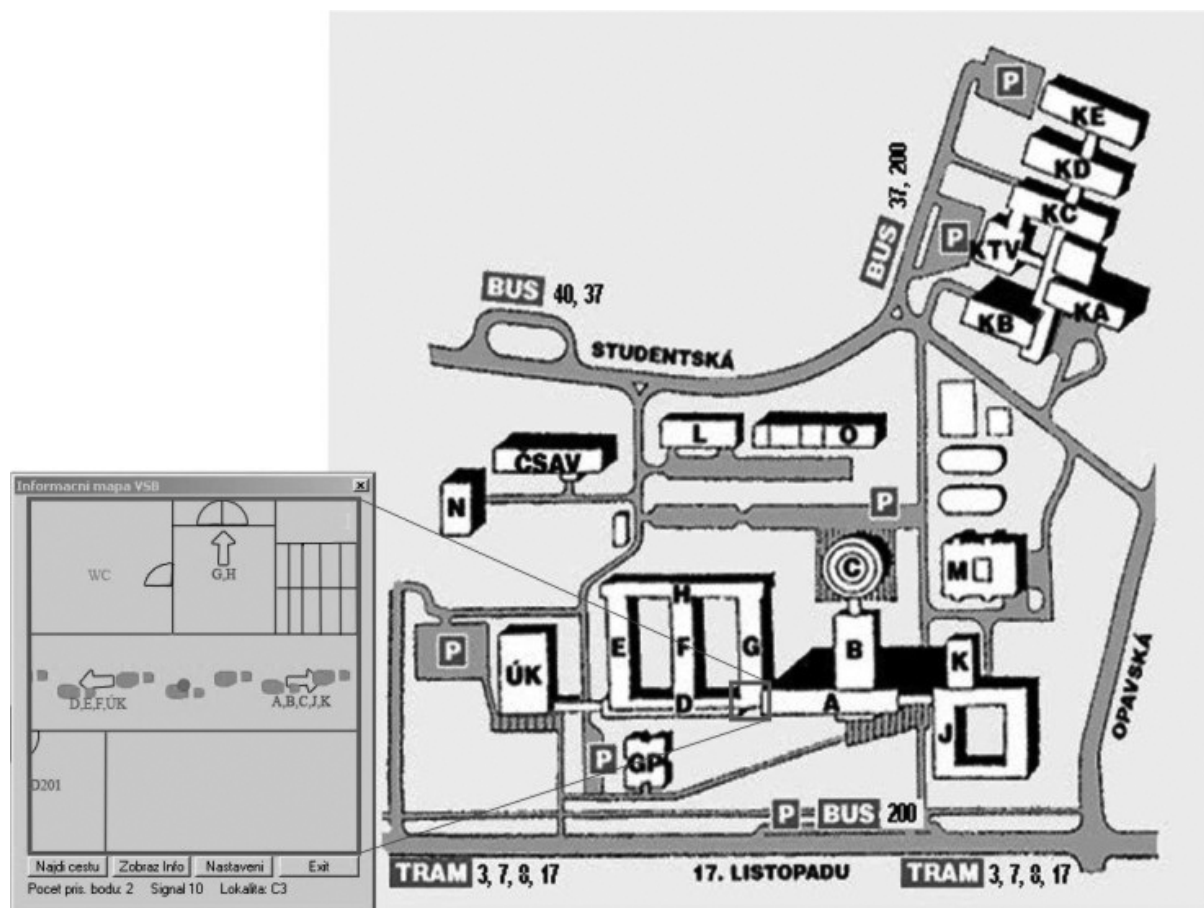 P
KE
KD
KC
BUS 37, 200
P
KTV
BUS 40, 37
KB
KA
STUDENTSKÁ
L
O
ČSAV
N
P
C
M
H
E
F
G
P
ÚK
B
K
D
A
J
OPAVSKÁ
P
GP
P BUS 200
TRAM 3, 7, 8, 17
17. LISTOPADU
TRAM 3, 7, 8, 17
Informacni mapa VSB
WC
G,H
D,E,F,ÚK
A,B,C,J,K
D201
Najdi cestu
Zobraz Info
Nastaveni
Exit
Pocet pris. bodu: 2 Signal 10 Lokalita: C3